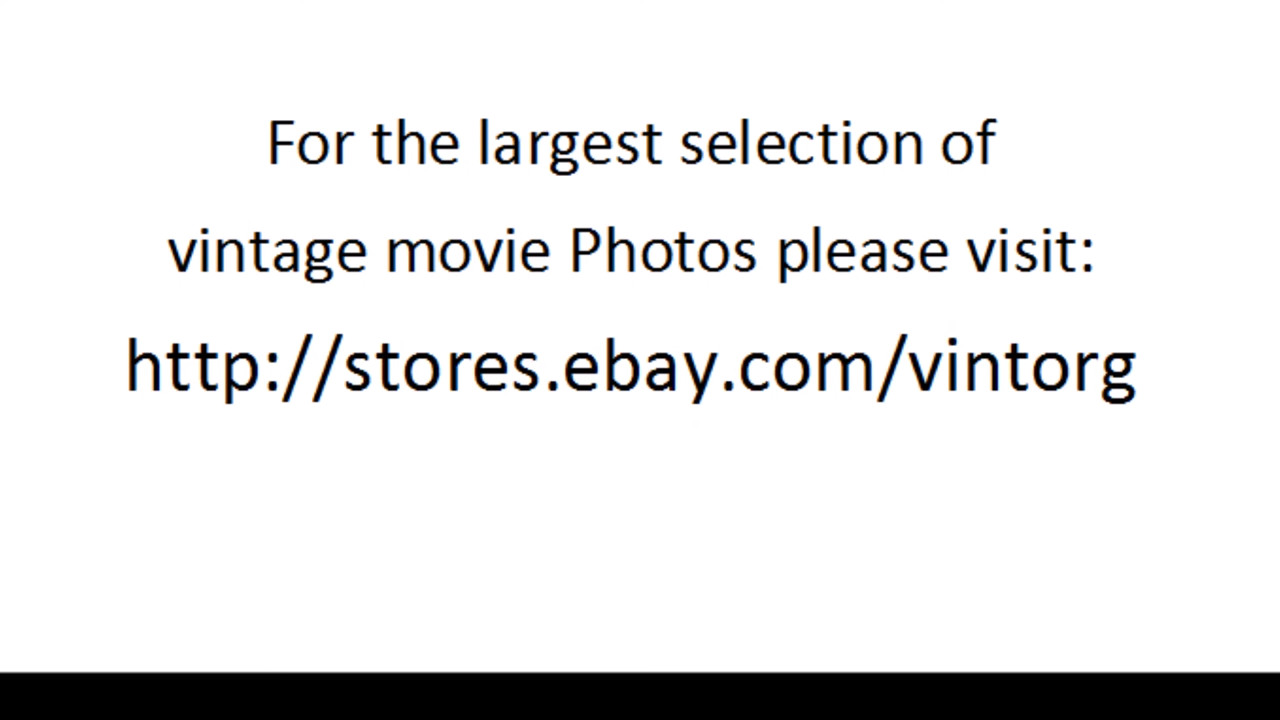 For the largest selection of
vintage movie Photos please visit:
http://stores.ebay.com/vintorg